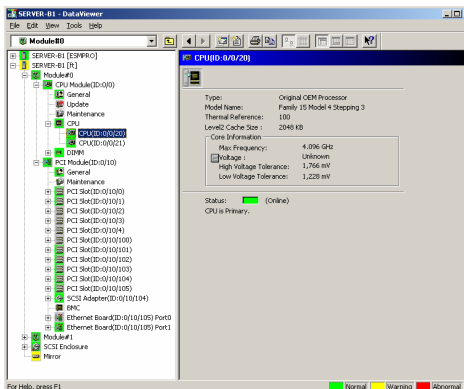 SERVER-B1 - DataViewer
File Edit View Tools Help
Module#0
SERVER-B1 [ESMPRO]
SERVER-B1 [ft]
Module#0
CPU Module(ID:0/0)
General
Update
Maintenance
CPU
CPU(ID:0/0/20)
CPU(ID:0/0/21)
DIMM
PCI Module(ID:0/10)
General
Maintenance
PCI Slot(ID:0/10/0)
PCI Slot(ID:0/10/1)
PCI Slot(ID:0/10/2)
PCI Slot(ID:0/10/3)
PCI Slot(ID:0/10/4)
PCI Slot(ID:0/10/100)
PCI Slot(ID:0/10/101)
PCI Slot(ID:0/10/102)
PCI Slot(ID:0/10/103)
PCI Slot(ID:0/10/104)
PCI Slot(ID:0/10/105)
SCSI Adapter(ID:0/10/104)
BMC
Ethernet Board(ID:0/10/105) Port0
Ethernet Board(ID:0/10/105) Port1
Module#1
SCSI Enclosure
Mirror
CPU(ID:0/0/20)
Type: Original OEM Processor
Model Name: Family 15 Model 4 Stepping 3
Thermal Reference: 100
Level2 Cache Size : 2048 KB
Core Information
Max Frequency: 4.096 GHz
Voltage : Unknown
High Voltage Tolerance: 1,766 mV
Low Voltage Tolerance: 1,228 mV
Status: (Online)
CPU is Primary.
For Help, press F1
Normal Warning Abnormal